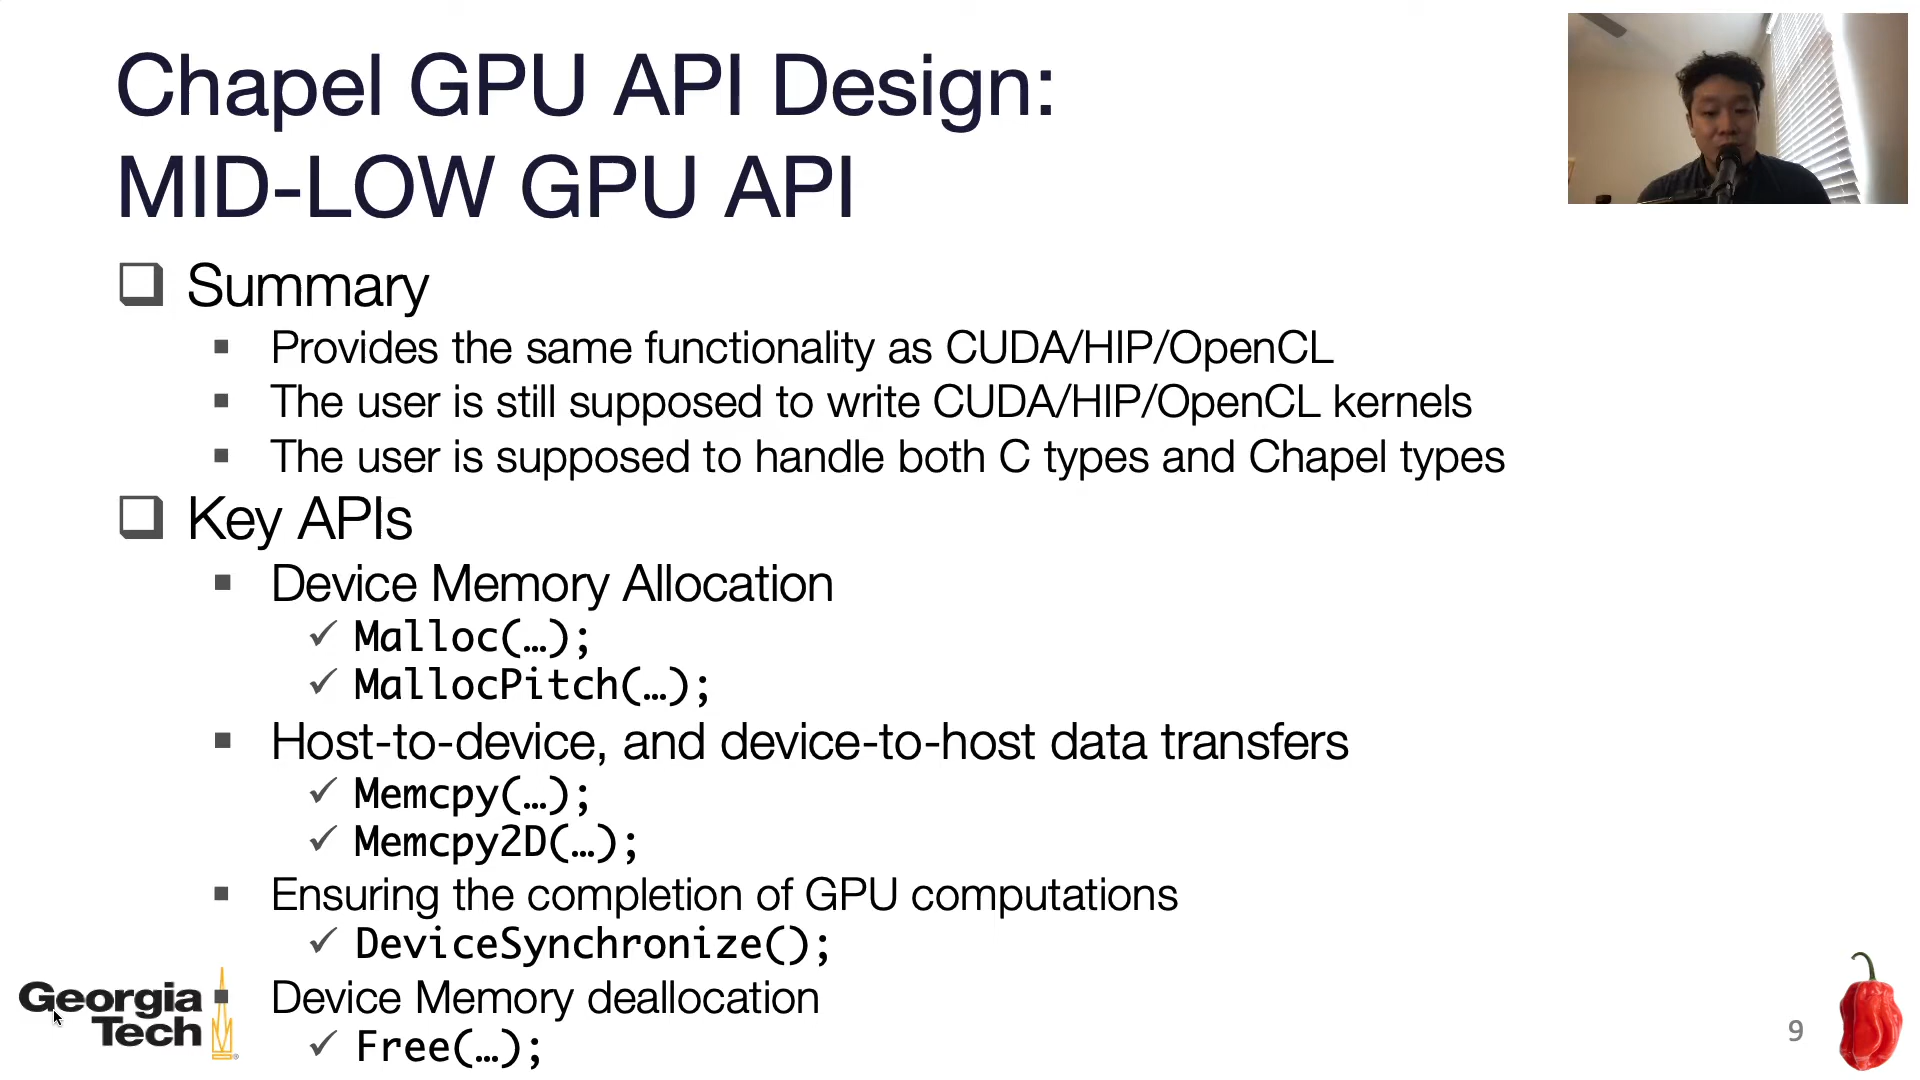 Chapel GPU API Design:
MID-LOW GPU API
Summary
Provides the same functionality as CUDA/HIP/OpenCL
The user is still supposed to write CUDA/HIP/OpenCL kernels
The user is supposed to handle both C types and Chapel types
Key APIs
Device Memory Allocation
Malloc(…);
MallocPitch(…);
Host-to-device, and device-to-host data transfers
Memcpy(…);
Memcpy2D(…);
Ensuring the completion of GPU computations
DeviceSynchronize();
Device Memory deallocation
Free(…);
Georgia
Tech
9